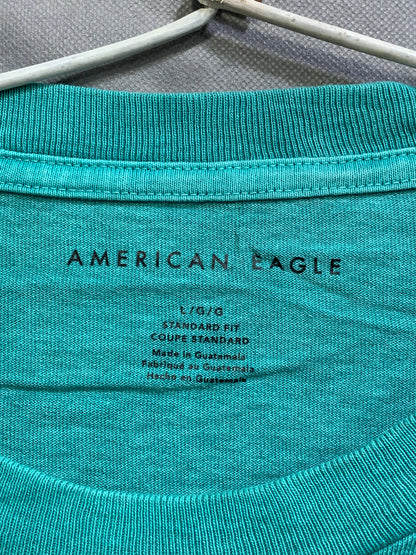 AMERICAN EAGLE
L/G/G
STANDARD FIT
COUPE STANDARD
Made in Guatemala
Fabriqué au Guatemala
Hecho en Guatemala